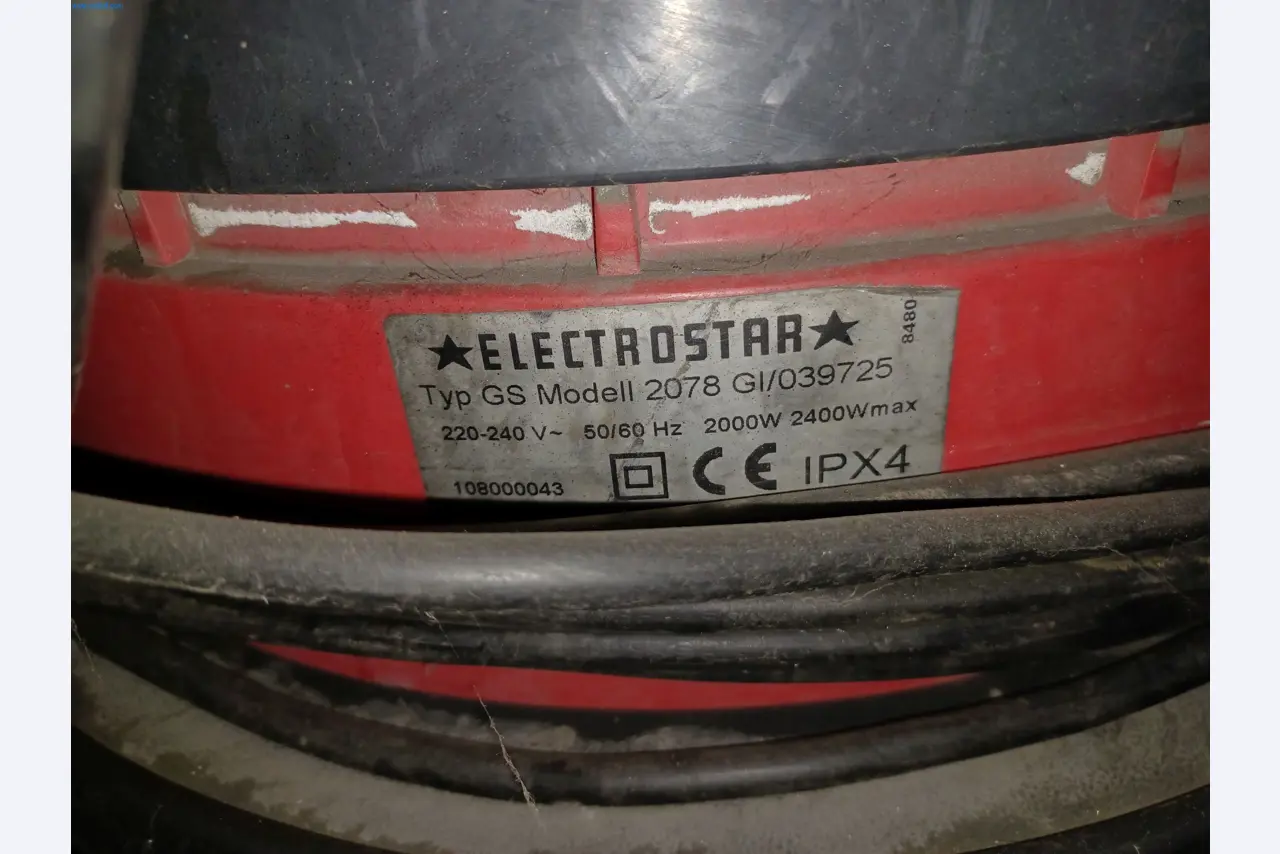 ★ELECTROSTAR★
8480
Typ GS Modell 2078 GI/039725
220-240 V~ 50/60 Hz 2000W 2400Wmax
108000043 CE IPX4